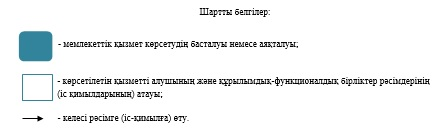 Шартты белгілер:
- мемлекеттік қызмет көрсетудің басталуы немесе аяқталуы;
- көрсетілетін қызметті алушының және құрылымдық-функционалдық бірліктер рәсімдерінің
(іс қимылдарының) атауы;
- келесі рәсімге (іс-қимылға) өту.